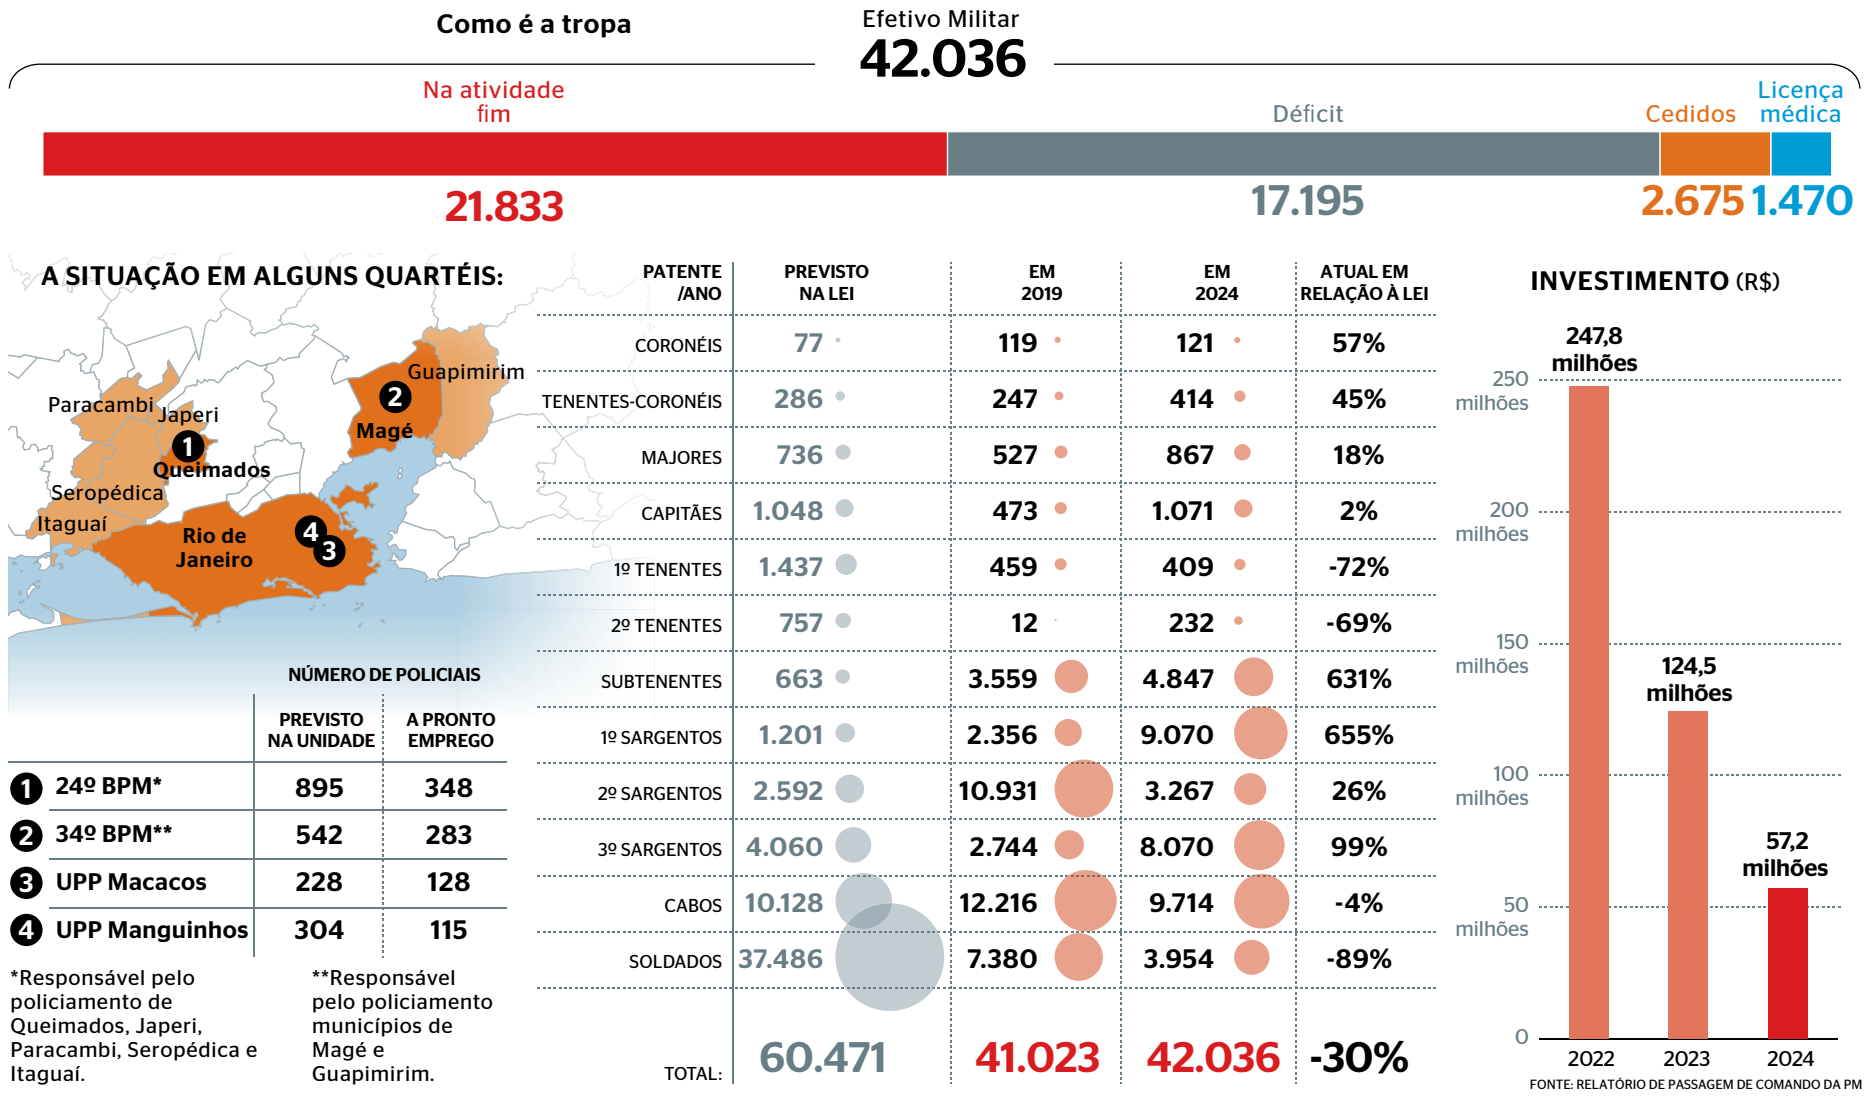 Como é a tropa
Efetivo Militar
42.036
Na atividade
fim
Déficit
Cedidos
Licença
médica
21.833
17.195
2.675
1.470
A SITUAÇÃO EM ALGUNS QUARTÉIS:
Guapimirim
2
Magé
Paracambi
Japeri
1
Queimados
Seropédica
Itaguaí
Rio de
Janeiro
4
3
NÚMERO DE POLICIAIS
PREVISTO
NA UNIDADE
A PRONTO
EMPREGO
1 24º BPM* 895 348
2 34º BPM** 542 283
3 UPP Macacos 228 128
4 UPP Manguinhos 304 115
*Responsável pelo
policiamento de
Queimados, Japeri,
Paracambi, Seropédica e
Itaguaí.
**Responsável
pelo policiamento
municípios de
Magé e
Guapimirim.
PATENTE
/ANO
PREVISTO
NA LEI
EM
2019
EM
2024
ATUAL EM
RELAÇÃO À LEI
CORONÉIS 77 119 121 57%
TENENTES-CORONÉIS 286 247 414 45%
MAJORES 736 527 867 18%
CAPITÃES 1.048 473 1.071 2%
1º TENENTES 1.437 459 409 -72%
2º TENENTES 757 12 232 -69%
SUBTENENTES 663 3.559 4.847 631%
1º SARGENTOS 1.201 2.356 9.070 655%
2º SARGENTOS 2.592 10.931 3.267 26%
3º SARGENTOS 4.060 2.744 8.070 99%
CABOS 10.128 12.216 9.714 -4%
SOLDADOS 37.486 7.380 3.954 -89%
TOTAL: 60.471 41.023 42.036 -30%
INVESTIMENTO (R$)
247,8
milhões
250
milhões
200
milhões
150
milhões
124,5
milhões
100
milhões
57,2
milhões
50
milhões
0
2022 2023 2024
FONTE: RELATÓRIO DE PASSAGEM DE COMANDO DA PM